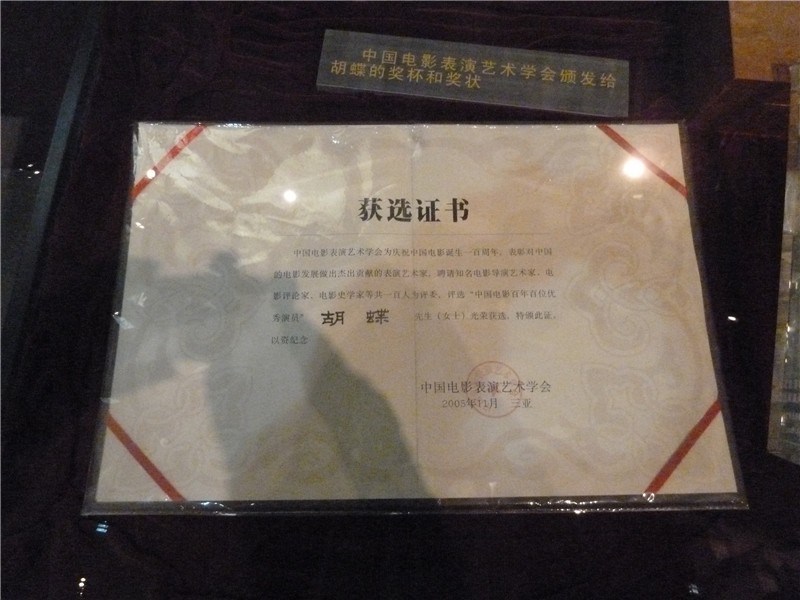 中国电影表演艺术学会颁发给
胡蝶的奖杯和奖状
获选证书
中国电影表演艺术学会为庆祝中国电影诞生一百周年，表彰对中国
的电影发展做出杰出贡献的表演艺术家，聘请知名电影导演艺术家、电
影评论家、电影史学家等共一百人为评委，评选“中国电影百年百位优
秀演员” 胡 蝶 先生（女士）光荣获选，特颁此证，
以资纪念
中国电影表演艺术学会
2005年11月 三亚